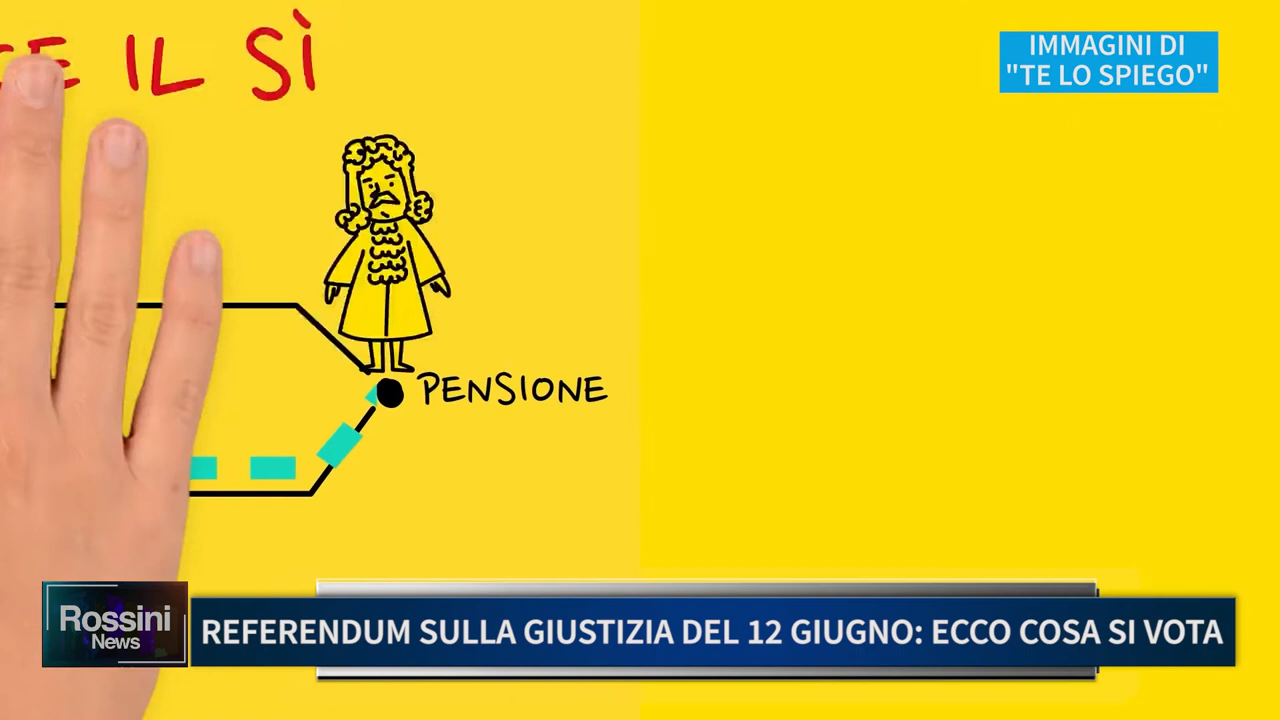 IL SÌ
IMMAGINI DI
"TE LO SPIEGO"
PENSIONE
Rossini
News
REFERENDUM SULLA GIUSTIZIA DEL 12 GIUGNO: ECCO COSA SI VOTA